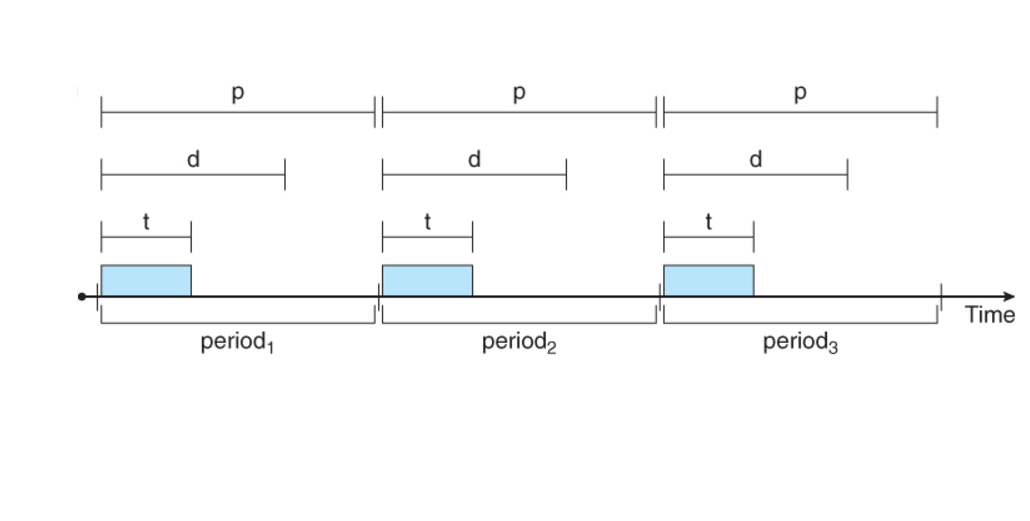 p p p
d d d
t t t
Time
period₁ period₂ period₃